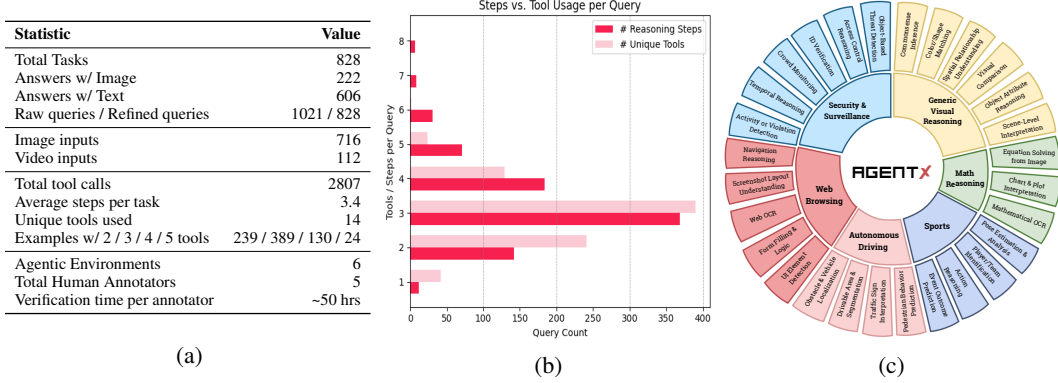 Statistic Value
Total Tasks 828
Answers w/ Image 222
Answers w/ Text 606
Raw queries / Refined queries 1021 / 828
Image inputs 716
Video inputs 112
Total tool calls 2807
Average steps per task 3.4
Unique tools used 14
Examples w/ 2 / 3 / 4 / 5 tools 239 / 389 / 130 / 24
Agentic Environments 6
Total Human Annotators 5
Verification time per annotator ~50 hrs
(a)
Steps vs. Tool Usage per Query
# Reasoning Steps
# Unique Tools
Tools / Steps per Query
8
7
6
5
4
3
2
1
0 100 200 300 400
Query Count
(b)
AGENTX
Generic
Visual
Reasoning
Commonsense
Inference
Color/Shape
Matching
Spatial Relationship
Understanding
Visual
Comparison
Object Attribute
Reasoning
Scene-Level
Interpretation
Math
Reasoning
Equation Solving
from Image
Chart & Plot
Interpretation
Mathematical OCR
Sports
Pose Estimation &
Analysis
Player/Team
Identification
Action
Reasoning
Event Outcome
Prediction
Autonomous
Driving
Pedestrian Behavior
Prediction
Traffic Sign
Interpretation
Drivable Area &
Segmentation
Obstacle & Vehicle
Localization
Web
Browsing
UI Element
Detection
Form Filling &
Logic
Web OCR
Screenshot Layout
Understanding
Navigation
Reasoning
Security &
Surveillance
Activity or Violation
Detection
Temporal Reasoning
Crowd Monitoring
ID Verification
Access Control
Reasoning
Object-Based
Threat Detection
(c)